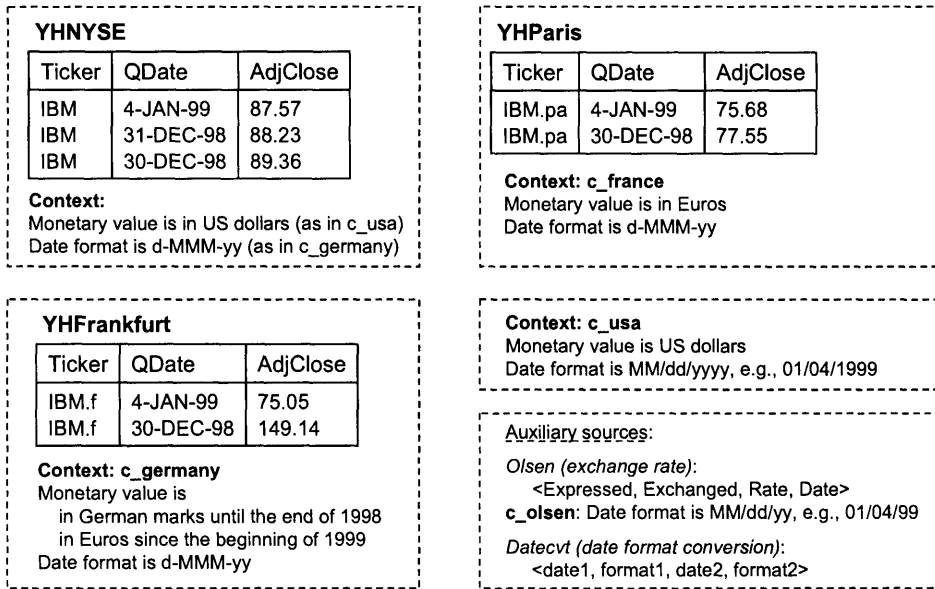 YHNYSE
Ticker QDate AdjClose
IBM 4-JAN-99 87.57
IBM 31-DEC-98 88.23
IBM 30-DEC-98 89.36
Context:
Monetary value is in US dollars (as in c_usa)
Date format is d-MMM-yy (as in c_germany)
YHParis
Ticker QDate AdjClose
IBM.pa 4-JAN-99 75.68
IBM.pa 30-DEC-98 77.55
Context: c_france
Monetary value is in Euros
Date format is d-MMM-yy
YHFrankfurt
Ticker QDate AdjClose
IBM.f 4-JAN-99 75.05
IBM.f 30-DEC-98 149.14
Context: c_germany
Monetary value is
in German marks until the end of 1998
in Euros since the beginning of 1999
Date format is d-MMM-yy
Context: c_usa
Monetary value is US dollars
Date format is MM/dd/yyyy, e.g., 01/04/1999
Auxiliary sources:
Olsen (exchange rate):
<Expressed, Exchanged, Rate, Date>
c_olsen: Date format is MM/dd/yy, e.g., 01/04/99
Datecvt (date format conversion):
<date1, format1, date2, format2>